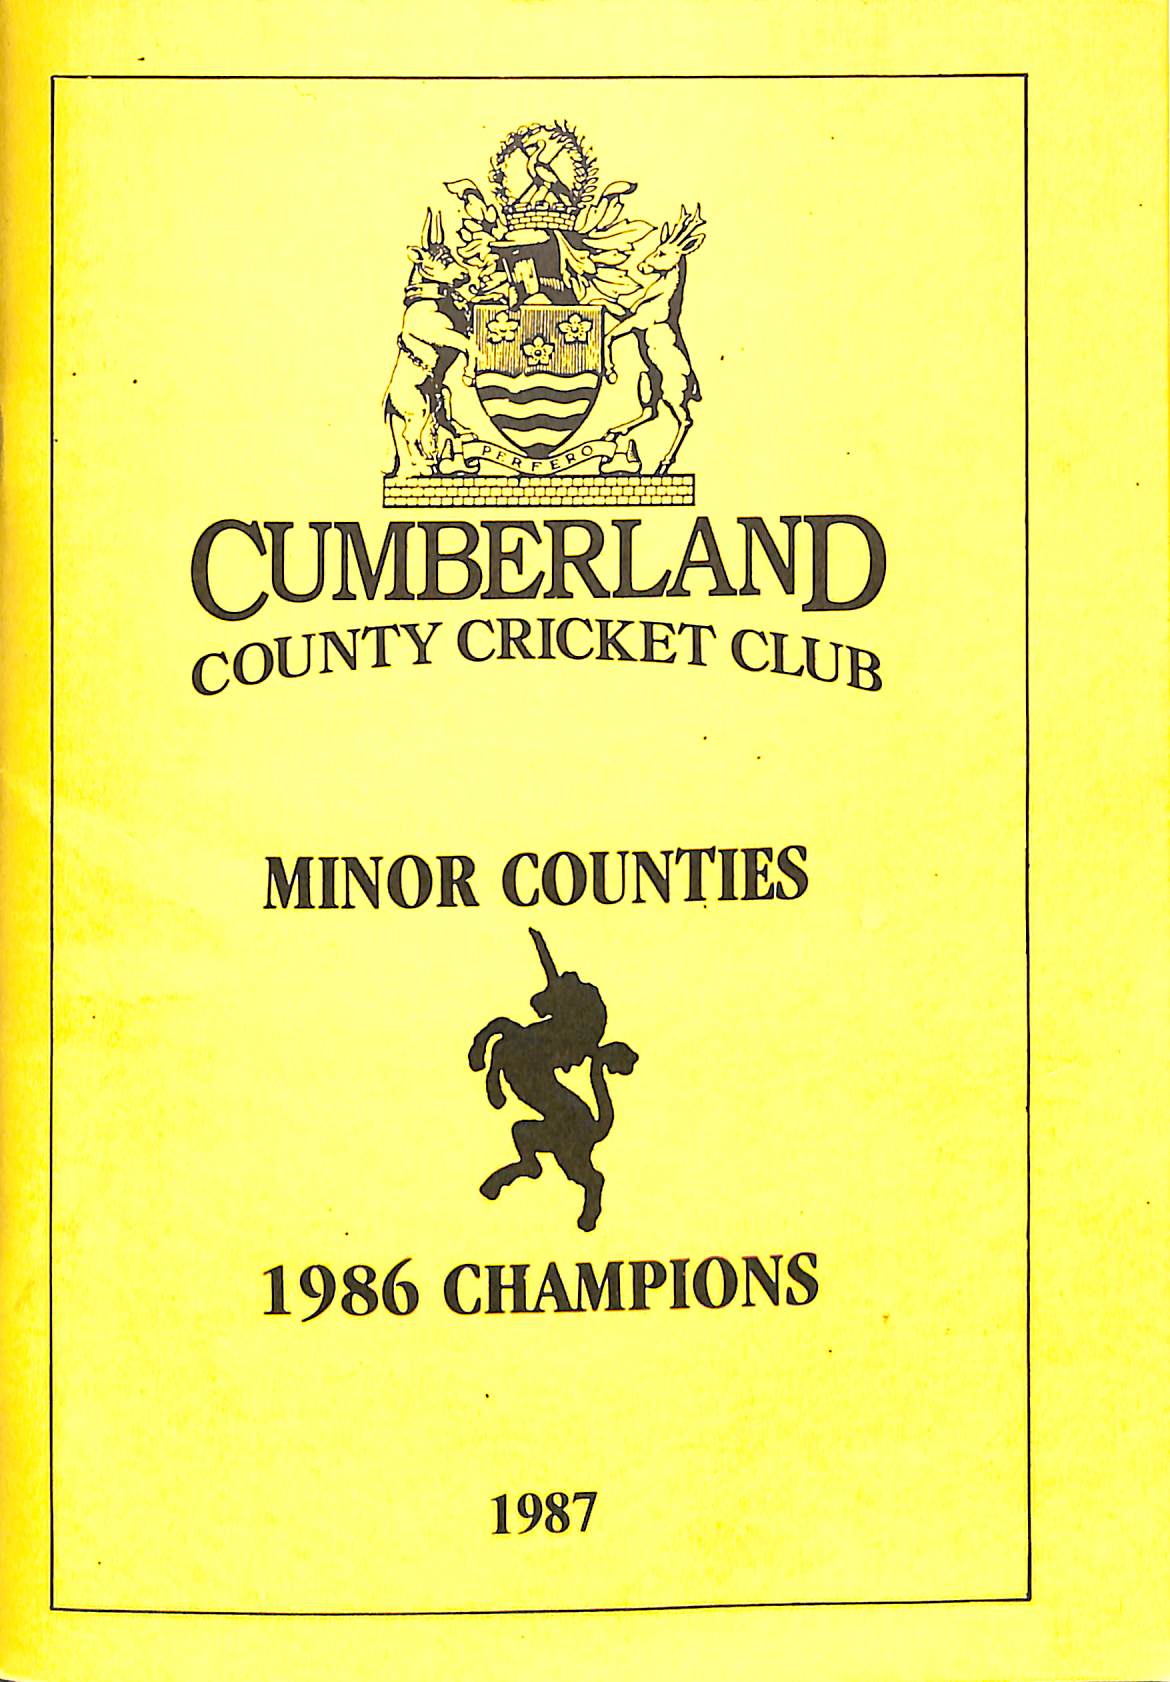 PERFERO
CUMBERLAND
COUNTY CRICKET CLUB
MINOR COUNTIES
1986 CHAMPIONS
1987